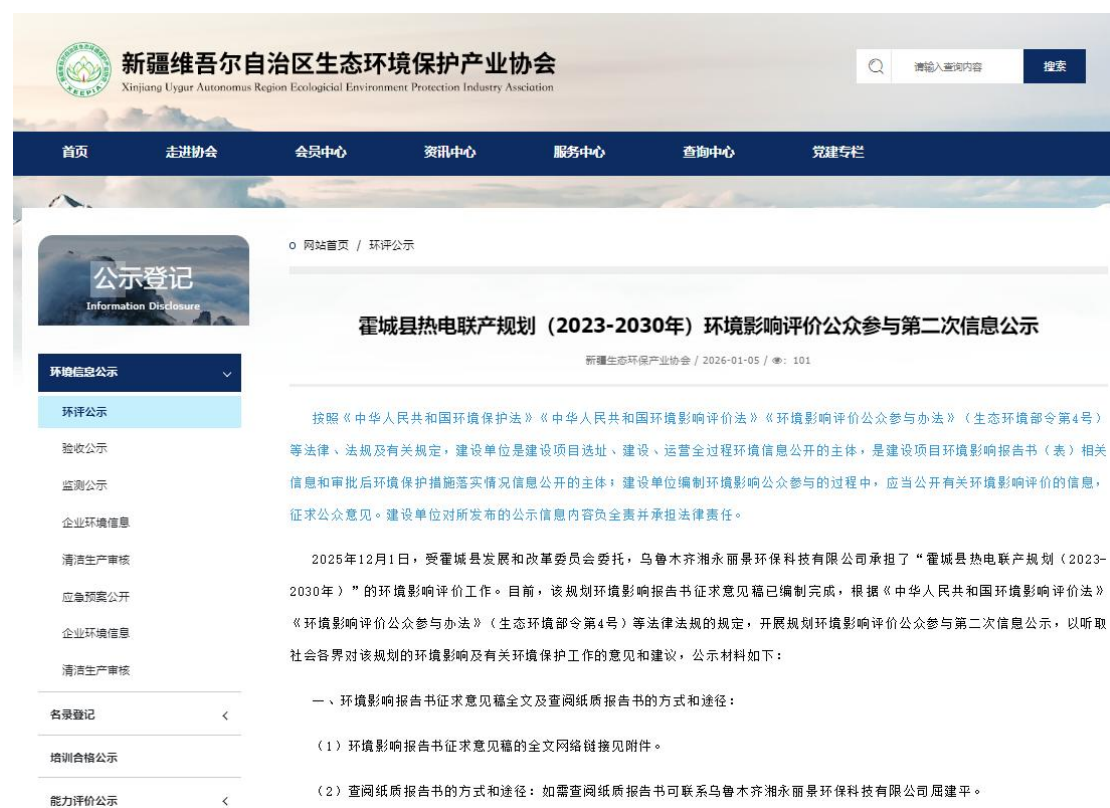 新疆维吾尔自治区生态环境保护产业协会
Xinjiang Uygur Autonomus Region Ecologicial Environment Protection Industry Assciation
XEEPIA
请输入查询内容
搜索
首页 走进协会 会员中心 资讯中心 服务中心 查询中心 党建专栏
公示登记
Information Disclosure
网站首页 / 环评公示
霍城县热电联产规划（2023-2030年）环境影响评价公众参与第二次信息公示
新疆生态环保产业协会 / 2026-01-05 / : 101
环境信息公示
环评公示
验收公示
监测公示
企业环境信息
清洁生产审核
应急预案公开
企业环境信息
清洁生产审核
名录登记
培训合格公示
能力评价公示
按照《中华人民共和国环境保护法》《中华人民共和国环境影响评价法》《环境影响评价公众参与办法》（生态环境部令第4号）
等法律、法规及有关规定，建设单位是建设项目选址、建设、运营全过程环境信息公开的主体，是建设项目环境影响报告书（表）相关
信息和审批后环境保护措施落实情况信息公开的主体；建设单位编制环境影响公众参与的过程中，应当公开有关环境影响评价的信息，
征求公众意见。建设单位对所发布的公示信息内容负全责并承担法律责任。
2025年12月1日，受霍城县发展和改革委员会委托，乌鲁木齐湘永丽景环保科技有限公司承担了“霍城县热电联产规划（2023-
2030年）”的环境影响评价工作。目前，该规划环境影响报告书征求意见稿已编制完成，根据《中华人民共和国环境影响评价法》
《环境影响评价公众参与办法》（生态环境部令第4号）等法律法规的规定，开展规划环境影响评价公众参与第二次信息公示，以听取
社会各界对该规划的环境影响及有关环境保护工作的意见和建议，公示材料如下：
一、环境影响报告书征求意见稿全文及查阅纸质报告书的方式和途径：
（1）环境影响报告书征求意见稿的全文网络链接见附件。
（2）查阅纸质报告书的方式和途径：如需查阅纸质报告书可联系乌鲁木齐湘永丽景环保科技有限公司屈建平。